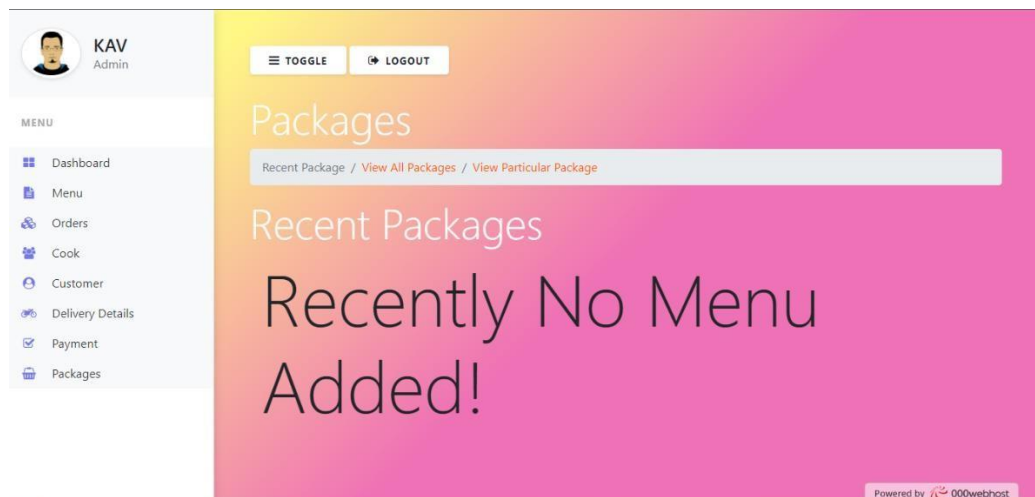 KAV
Admin
MENU
Dashboard
Menu
Orders
Cook
Customer
Delivery Details
Payment
Packages
TOGGLE
LOGOUT
Packages
Recent Package / View All Packages / View Particular Package
Recent Packages
Recently No Menu
Added!
Powered by 000webhost